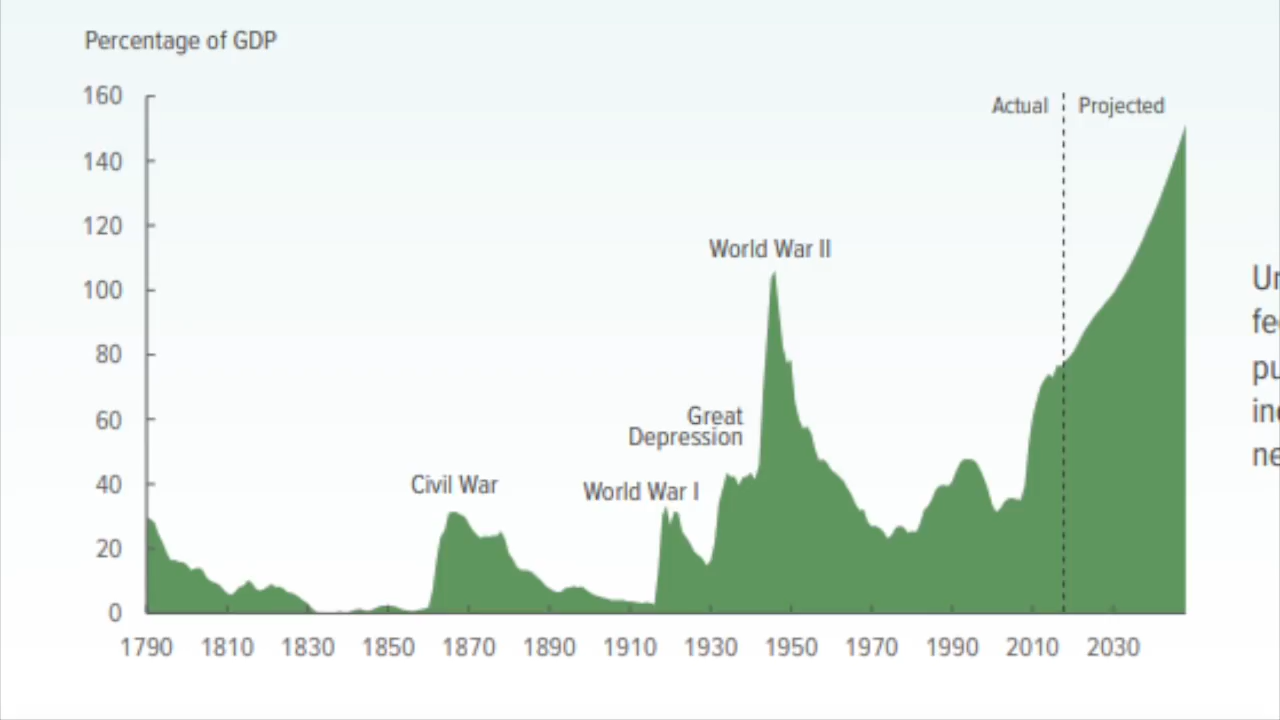 Percentage of GDP
160
Actual Projected
140
120
World War II
100
80
60
Great
Depression
40
Civil War
World War I
20
0
1790 1810 1830 1850 1870 1890 1910 1930 1950 1970 1990 2010 2030